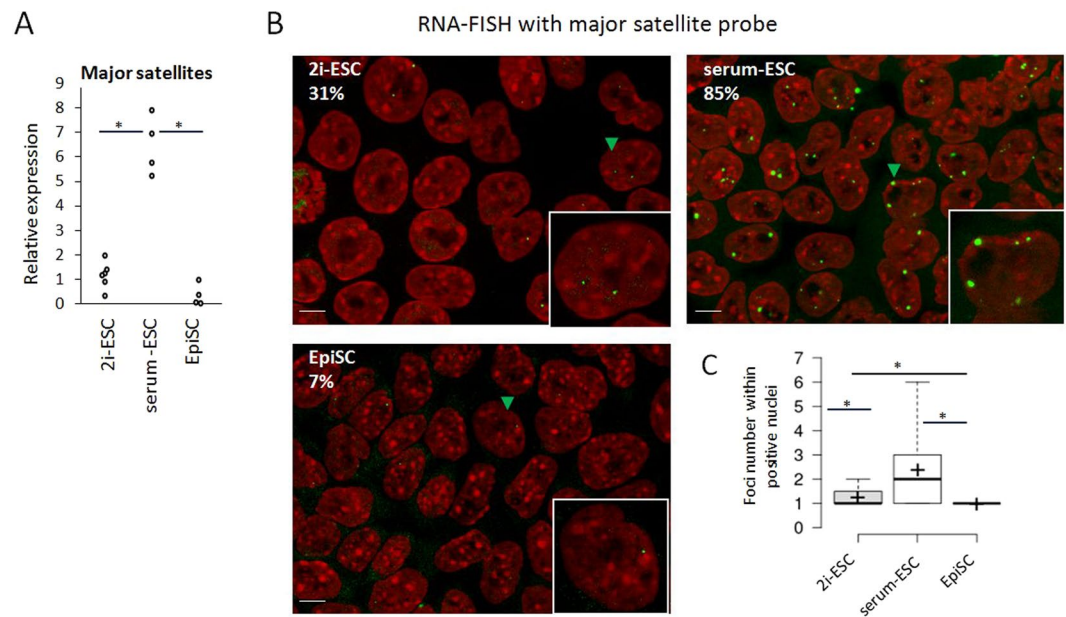 A
B
RNA-FISH with major satellite probe
Major satellites
Relative expression
9
8
7
6
5
4
3
2
1
0
*
*
2i-ESC
serum -ESC
EpiSC
2i-ESC
31%
serum-ESC
85%
EpiSC
7%
C
Foci number within
positive nuclei
7
6
5
4
3
2
1
0
*
*
*
2i-ESC
serum-ESC
EpiSC